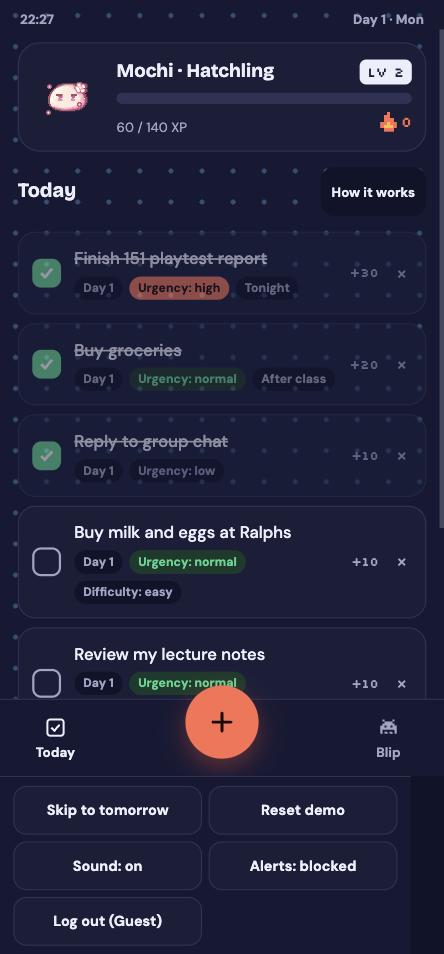 22:27
Day 1 · Mon
Mochi · Hatchling
LV 2
60 / 140 XP
0
Today
How it works
Finish 151 playtest report
Day 1
Urgency: high
Tonight
+30
×
Buy groceries
Day 1
Urgency: normal
After class
+20
×
Reply to group chat
Day 1
Urgency: low
+10
×
Buy milk and eggs at Ralphs
Day 1
Urgency: normal
Difficulty: easy
+10
×
Review my lecture notes
Day 1
Urgency: normal
+10
×
Today
+
Blip
Skip to tomorrow
Reset demo
Sound: on
Alerts: blocked
Log out (Guest)